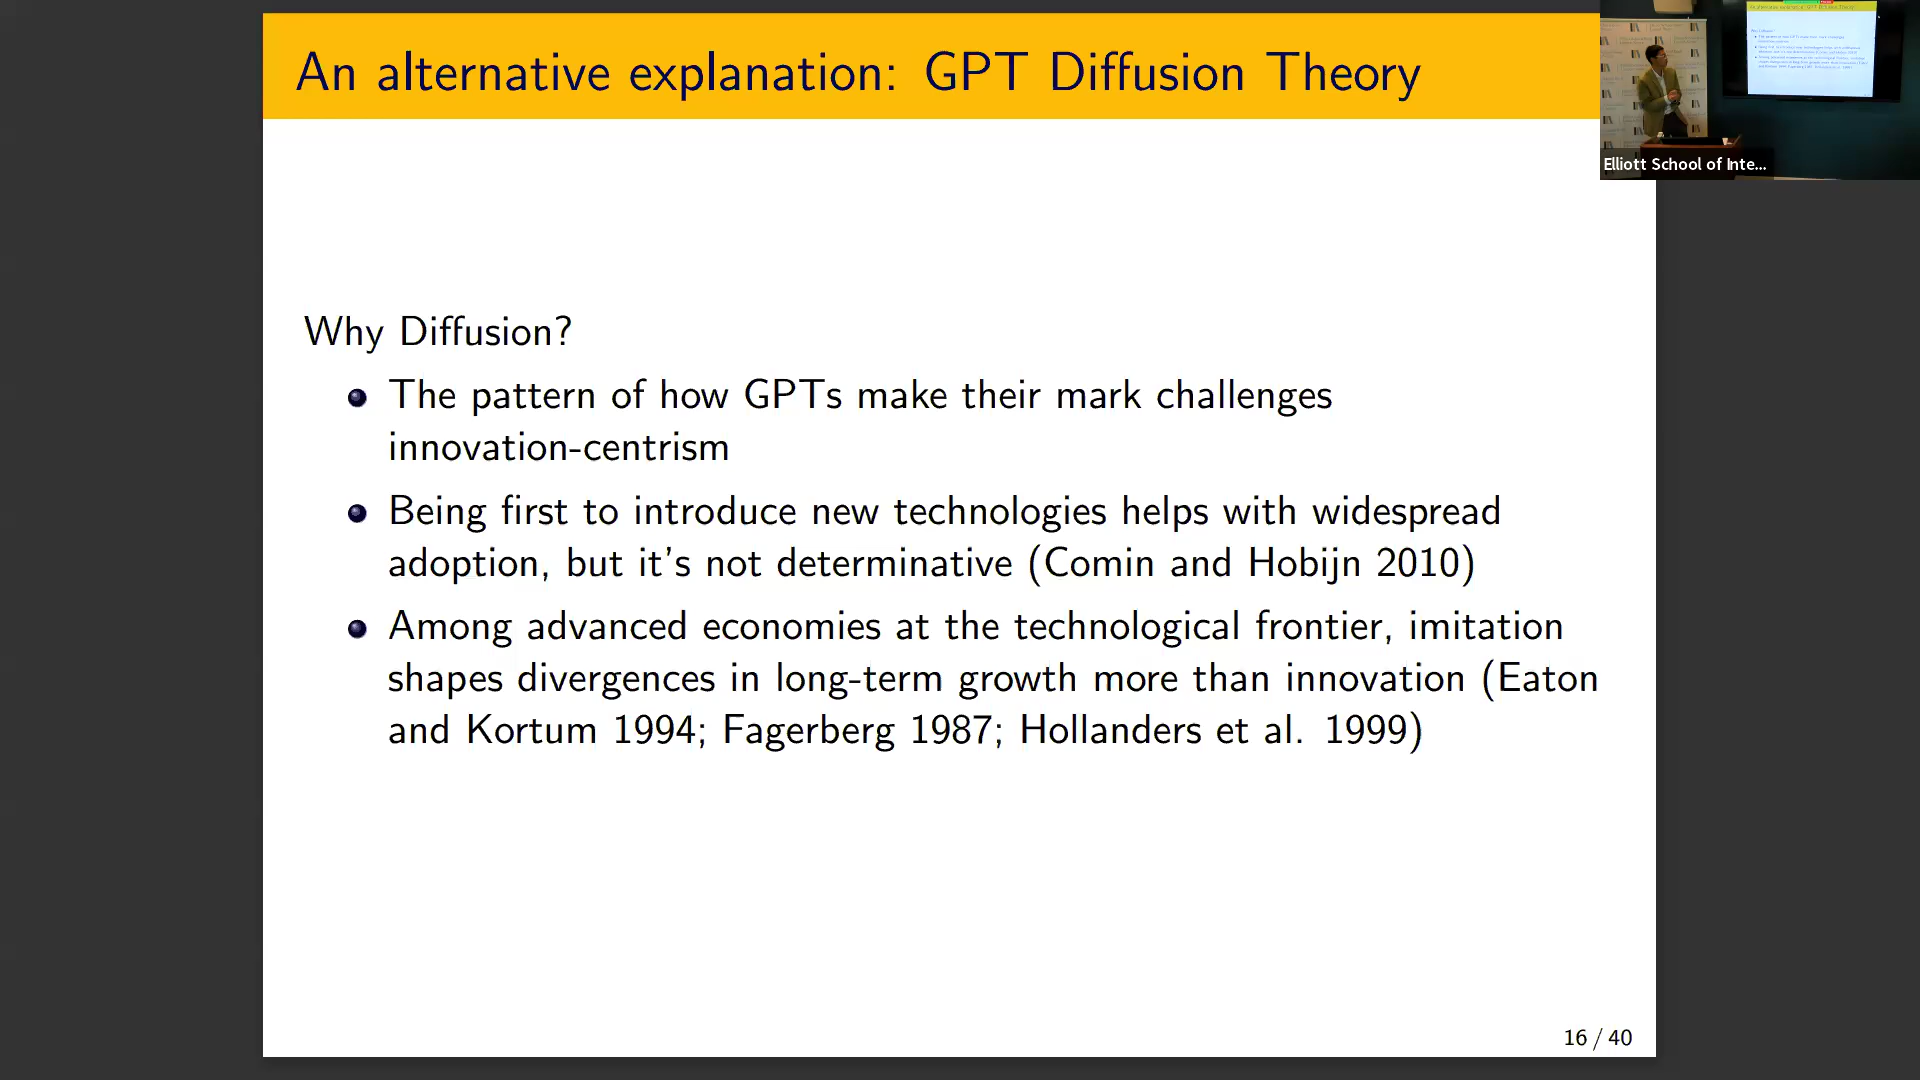 An alternative explanation: GPT Diffusion Theory
Elliott School of Inte...
Why Diffusion?
The pattern of how GPTs make their mark challenges
innovation-centrism
Being first to introduce new technologies helps with widespread
adoption, but it's not determinative (Comin and Hobijn 2010)
Among advanced economies at the technological frontier, imitation
shapes divergences in long-term growth more than innovation (Eaton
and Kortum 1994; Fagerberg 1987; Hollanders et al. 1999)
16 / 40